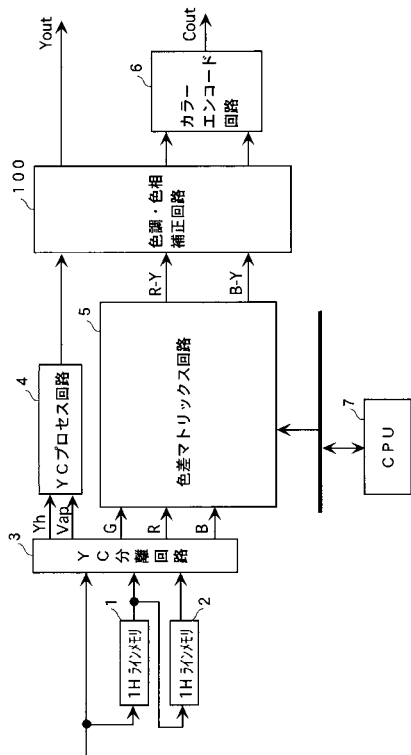 1
1Hラインメモリ
2
1Hラインメモリ
3
YC分離回路
Yh
Vap
G
R
B
4
YCプロセス回路
5
色差マトリックス回路
R-Y
B-Y
7
CPU
100
色調・色相
補正回路
6
カラー
エンコード
回路
Yout
Cout